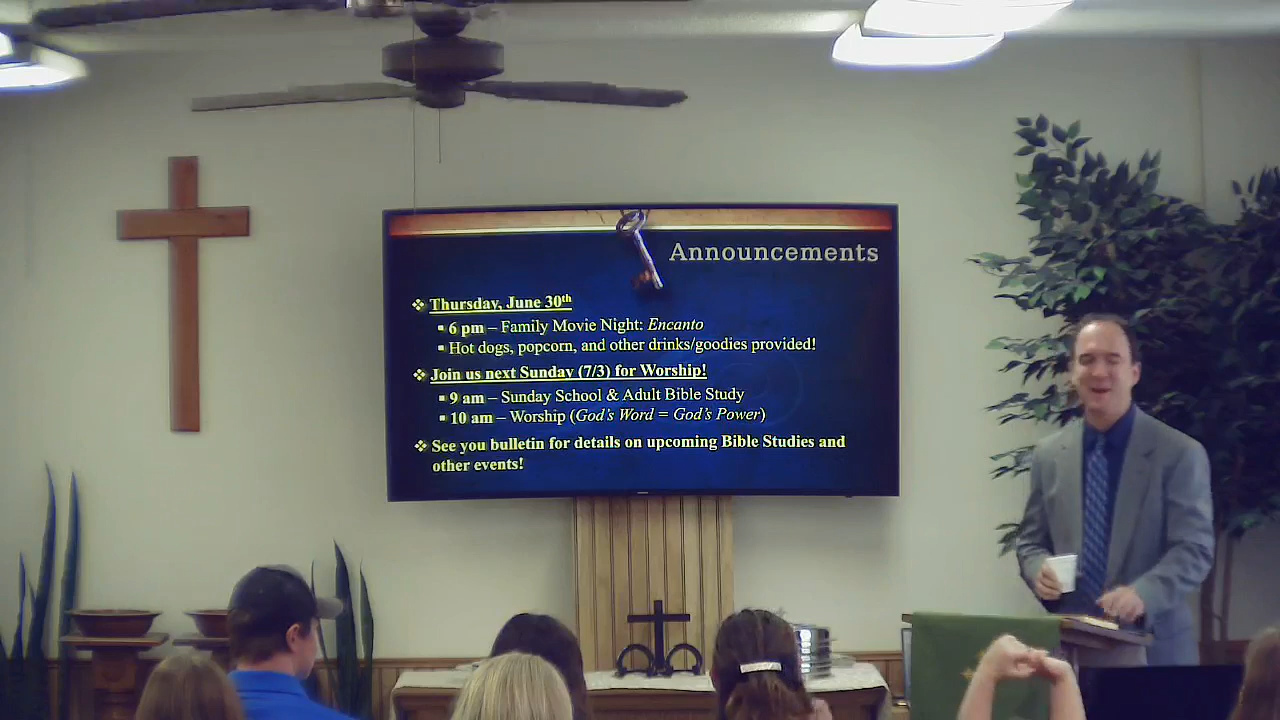 Announcements
❖ Thursday, June 30th
▪ 6 pm – Family Movie Night: Encanto
▪ Hot dogs, popcorn, and other drinks/goodies provided!
❖ Join us next Sunday (7/3) for Worship!
▪ 9 am – Sunday School & Adult Bible Study
▪ 10 am – Worship (God's Word = God's Power)
❖ See you bulletin for details on upcoming Bible Studies and
other events!